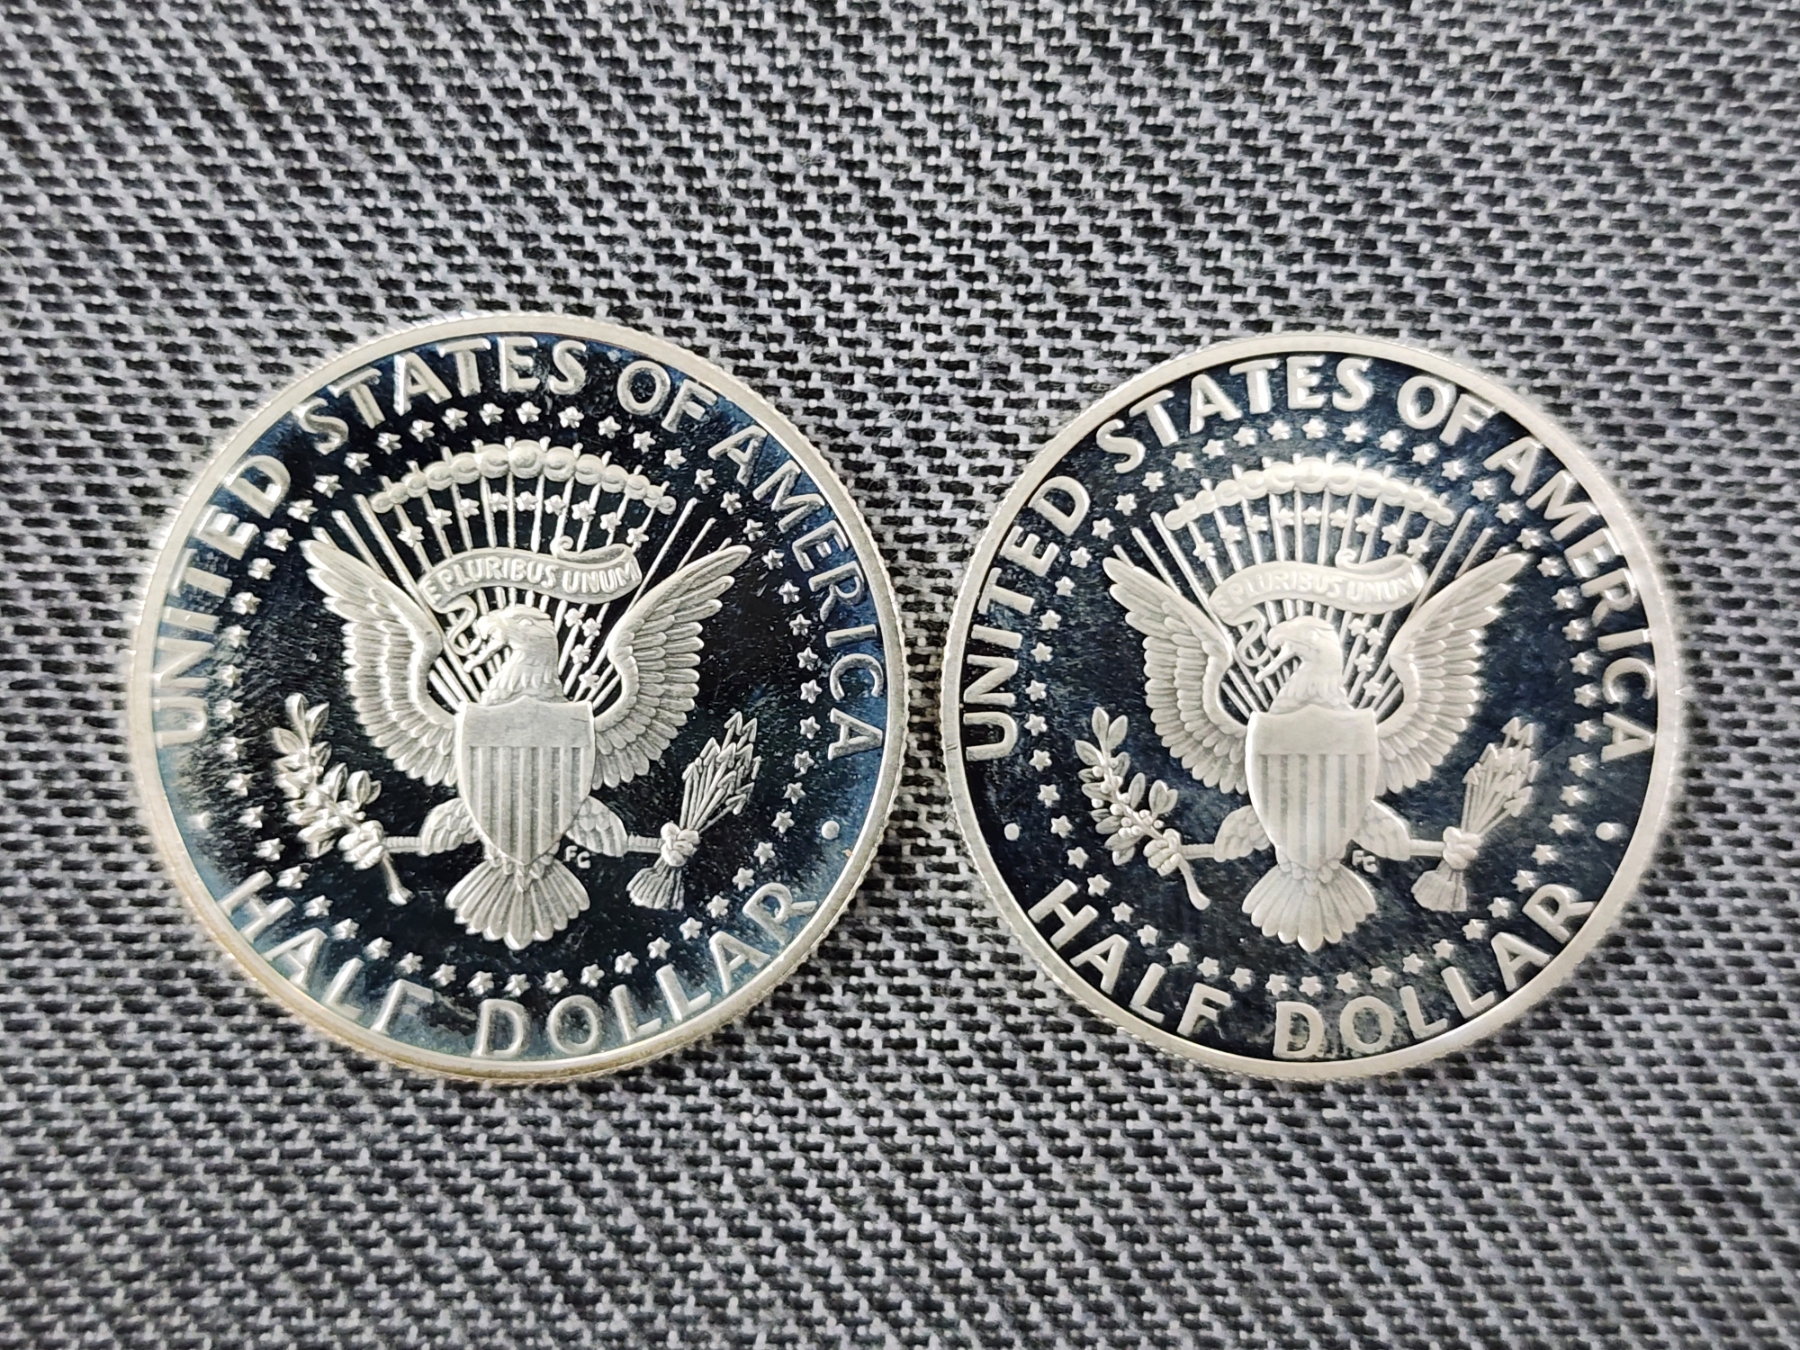 UNITED STATES OF AMERICA
E PLURIBUS UNUM
FG
HALF DOLLAR
UNITED STATES OF AMERICA
E PLURIBUS UNUM
FG
HALF DOLLAR